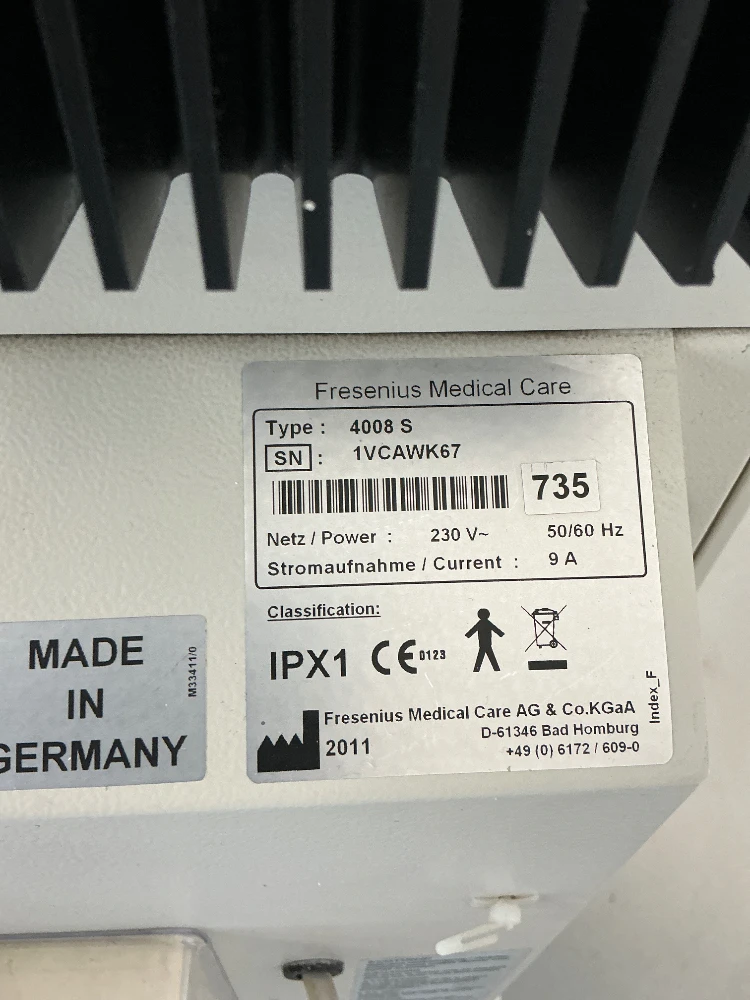 Fresenius Medical Care
Type : 4008 S
SN : 1VCAWK67
735
Netz / Power : 230 V~ 50/60 Hz
Stromaufnahme / Current : 9 A
Classification:
IPX1 CE 0123
Fresenius Medical Care AG & Co.KGaA
D-61346 Bad Homburg
2011
+49 (0) 6172 / 609-0
Index_F
MADE
IN
GERMANY
M33411/0